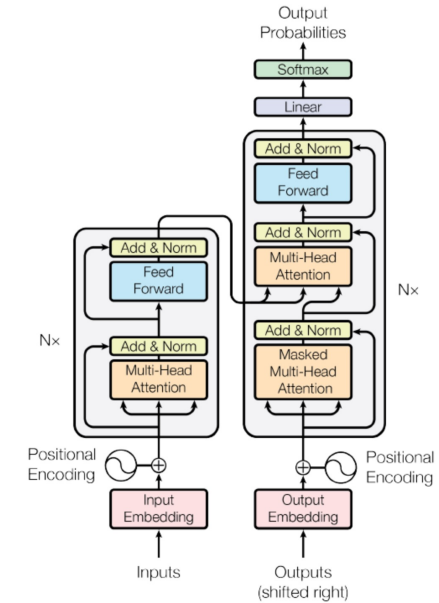 Output
Probabilities
Softmax
Linear
Add & Norm
Feed
Forward
Add & Norm
Multi-Head
Attention
Add & Norm
Masked
Multi-Head
Attention
Nx
Positional
Encoding
Output
Embedding
Outputs
(shifted right)
Add & Norm
Feed
Forward
Add & Norm
Multi-Head
Attention
Nx
Positional
Encoding
Input
Embedding
Inputs